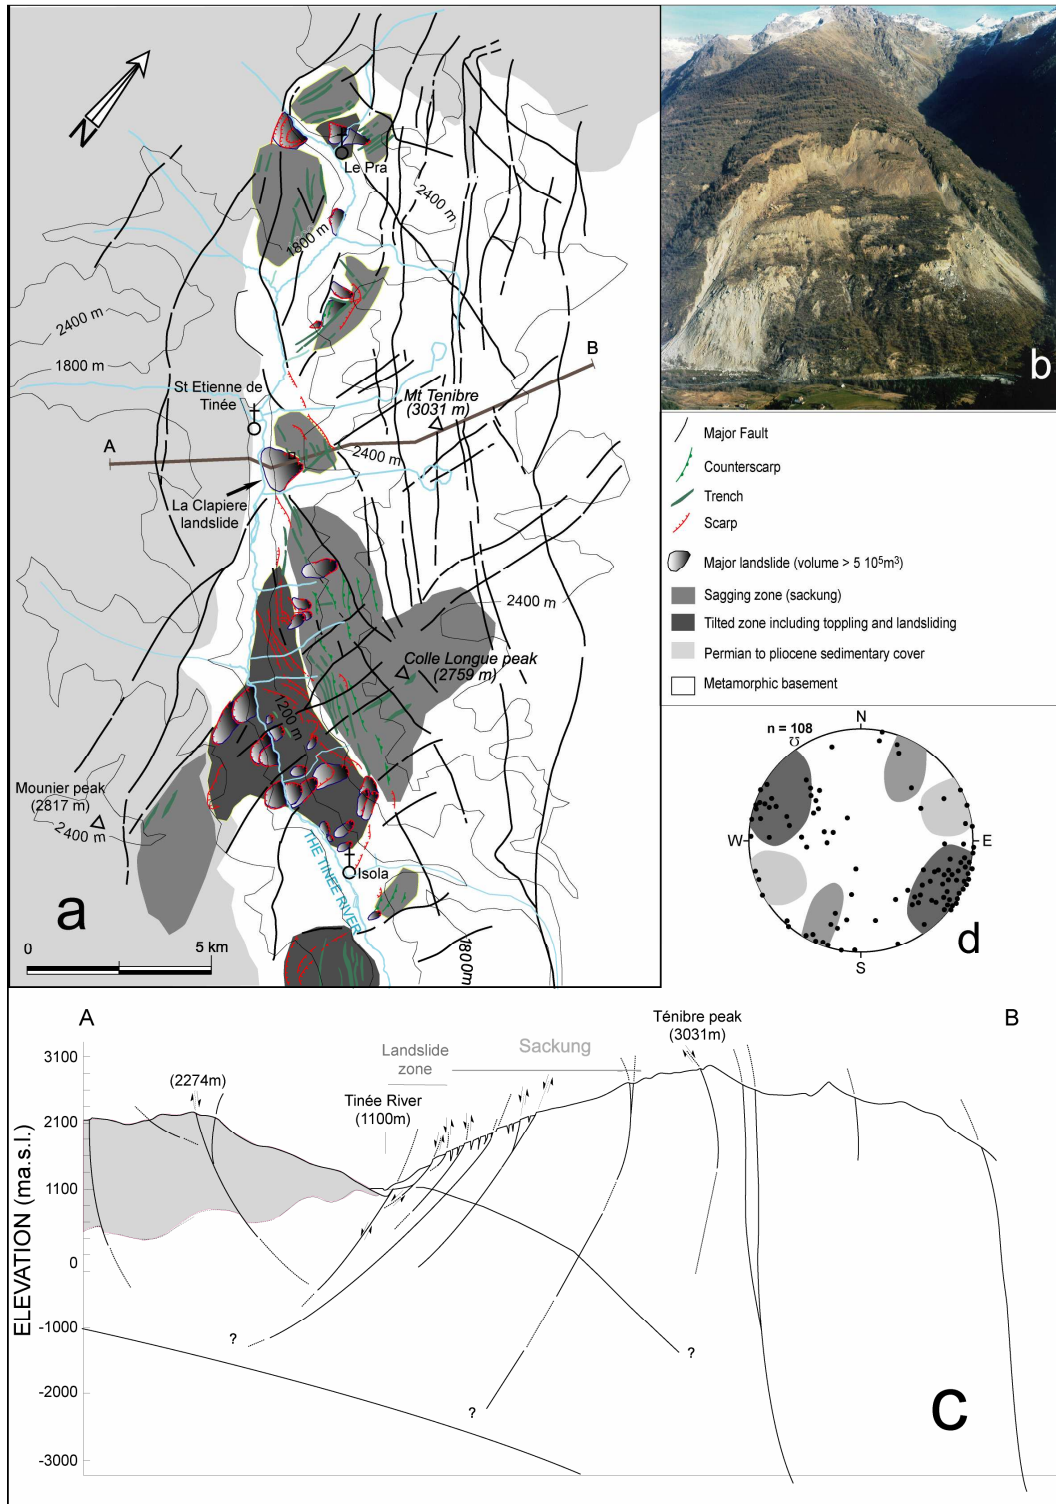 N
Le Pra
2400 m
1800 m
2400 m
1800 m
St Etienne de
Tinée
B
Mt Tenibre
(3031 m)
A
2400 m
La Clapiere
landslide
2400 m
Colle Longue peak
(2759 m)
1200 m
Mounier peak
(2817 m)
2400 m
THE TINEE RIVER
Isola
a
1800m
0
5 km
b
Major Fault
Counterscarp
Trench
Scarp
Major landslide (volume > 5 10⁵m³)
Sagging zone (sackung)
Tilted zone including toppling and landsliding
Permian to pliocene sedimentary cover
Metamorphic basement
n = 108
N
W
E
S
d
A
B
Ténibre peak
(3031m)
Sackung
Landslide
zone
(2274m)
Tinée River
(1100m)
ELEVATION (ma.s.l.)
3100
2100
1100
0
-1000
-2000
-3000
?
?
?
c